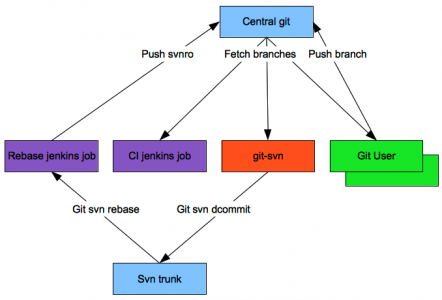 Central git
Push svnro
Fetch branches
Push branch
Rebase jenkins job
CI jenkins job
git-svn
Git User
Git svn rebase
Git svn dcommit
Svn trunk